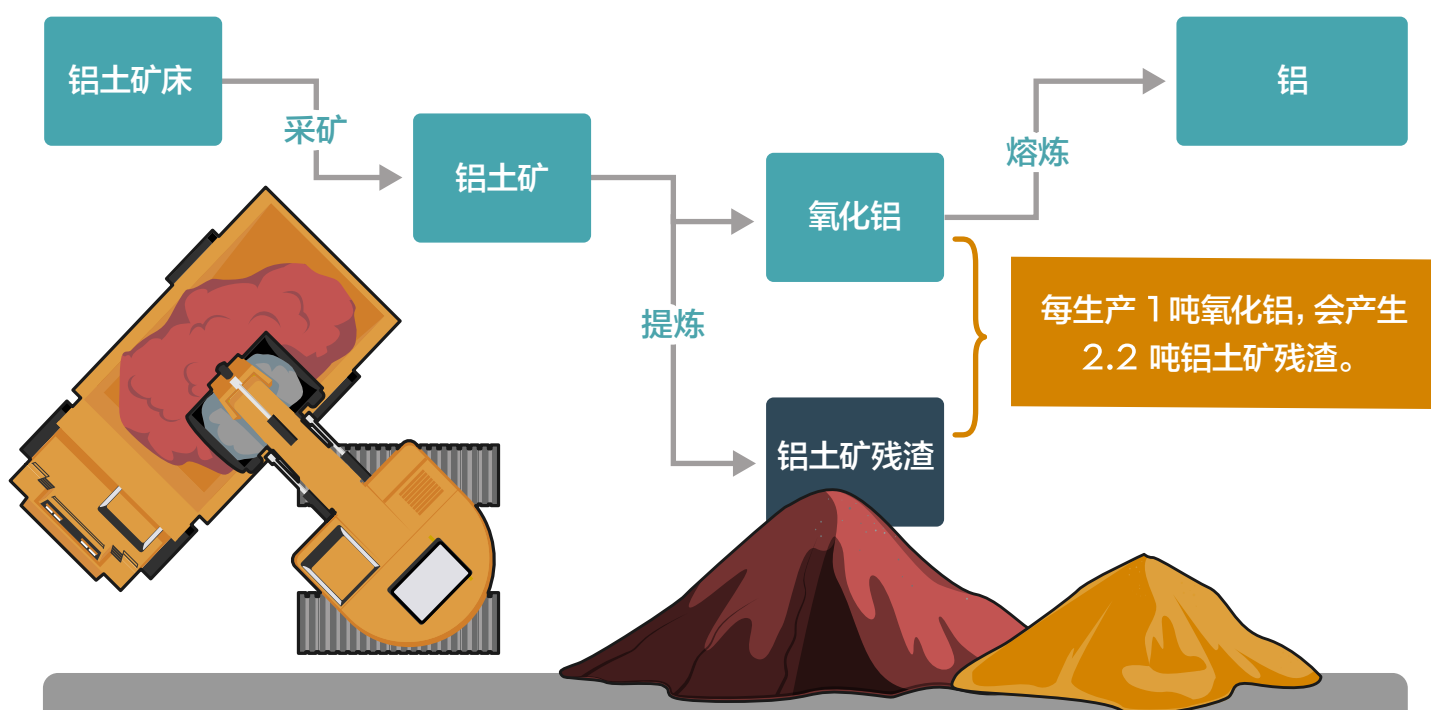 铝土矿床
采矿
铝土矿
提炼
氧化铝
熔炼
铝
每生产 1 吨氧化铝, 会产生
2.2 吨铝土矿残渣。
铝土矿残渣